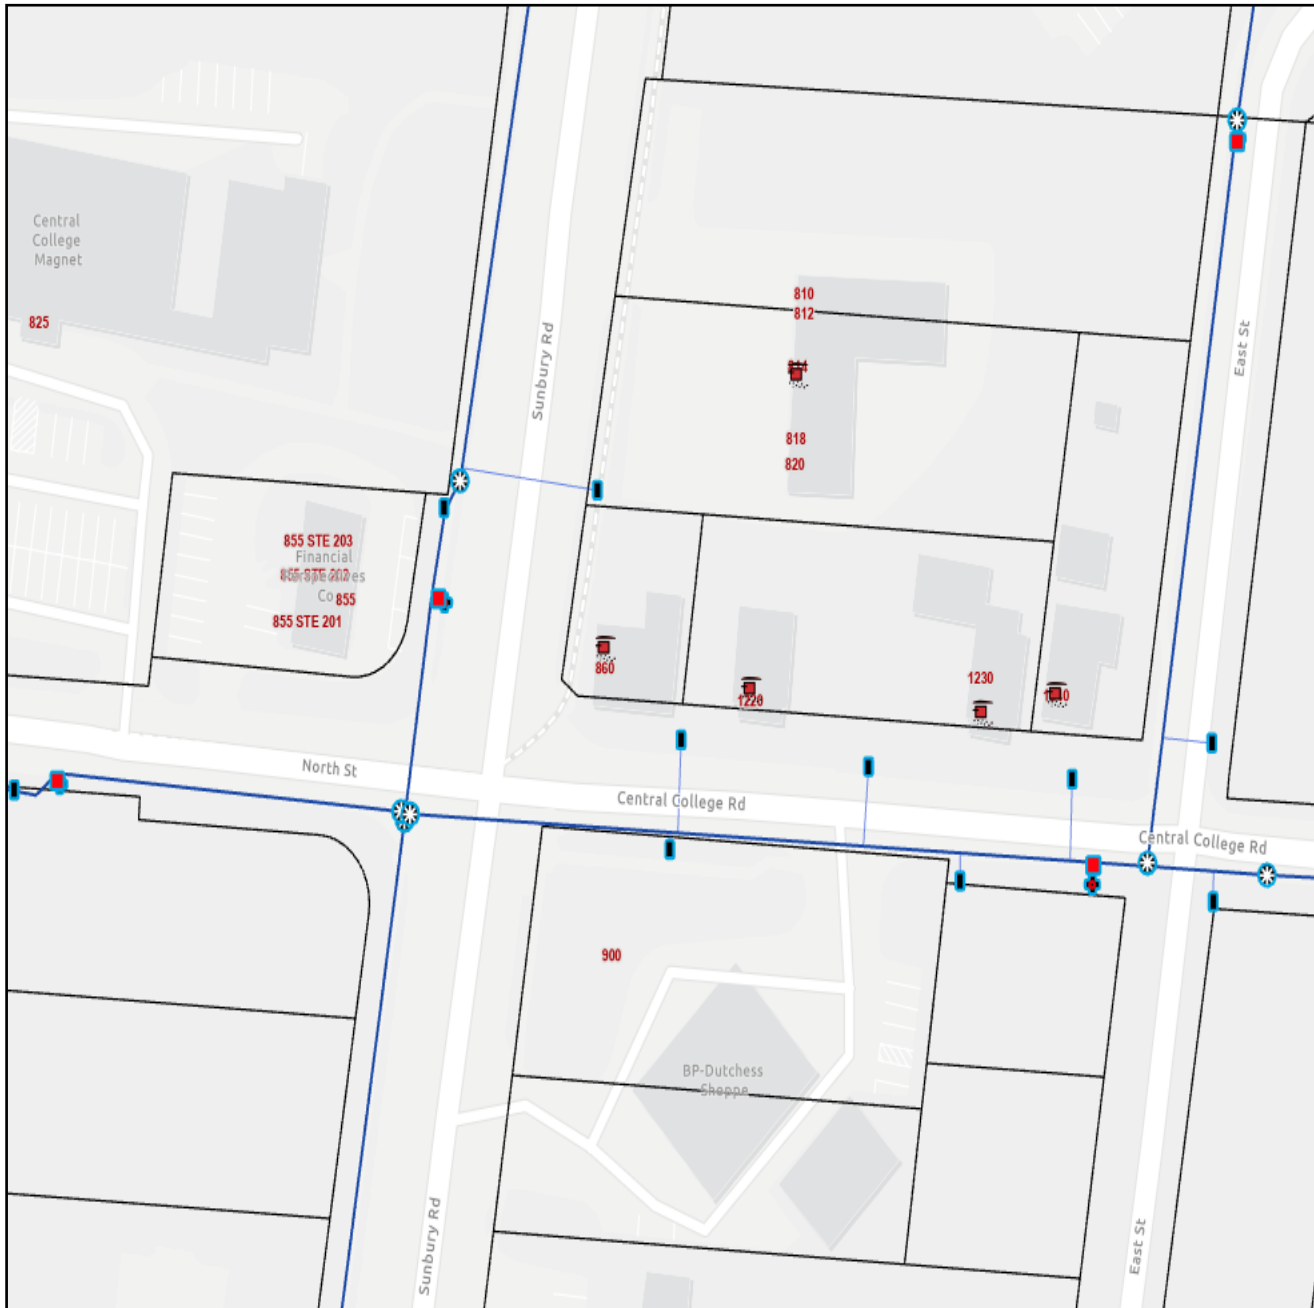 Central
College
Magnet
825
810
812
818
820
Sunbury Rd
East St
855 STE 203
Financial
Co
855
855 STE 201
860
1220
1230
North St
Central College Rd
Central College Rd
900
BP-Dutchess
Shoppe
Sunbury Rd
East St